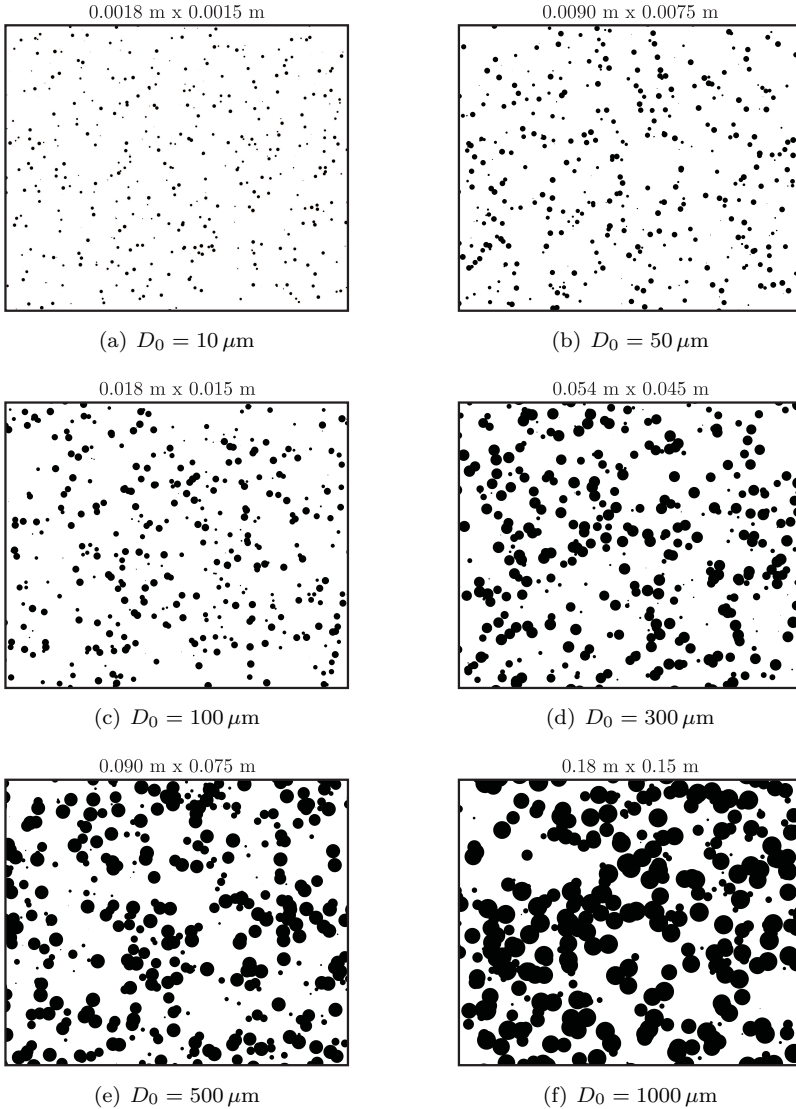 0.0018 m x 0.0015 m
0.0090 m x 0.0075 m
(a) D₀ = 10 μm
(b) D₀ = 50 μm
0.018 m x 0.015 m
0.054 m x 0.045 m
(c) D₀ = 100 μm
(d) D₀ = 300 μm
0.090 m x 0.075 m
0.18 m x 0.15 m
(e) D₀ = 500 μm
(f) D₀ = 1000 μm